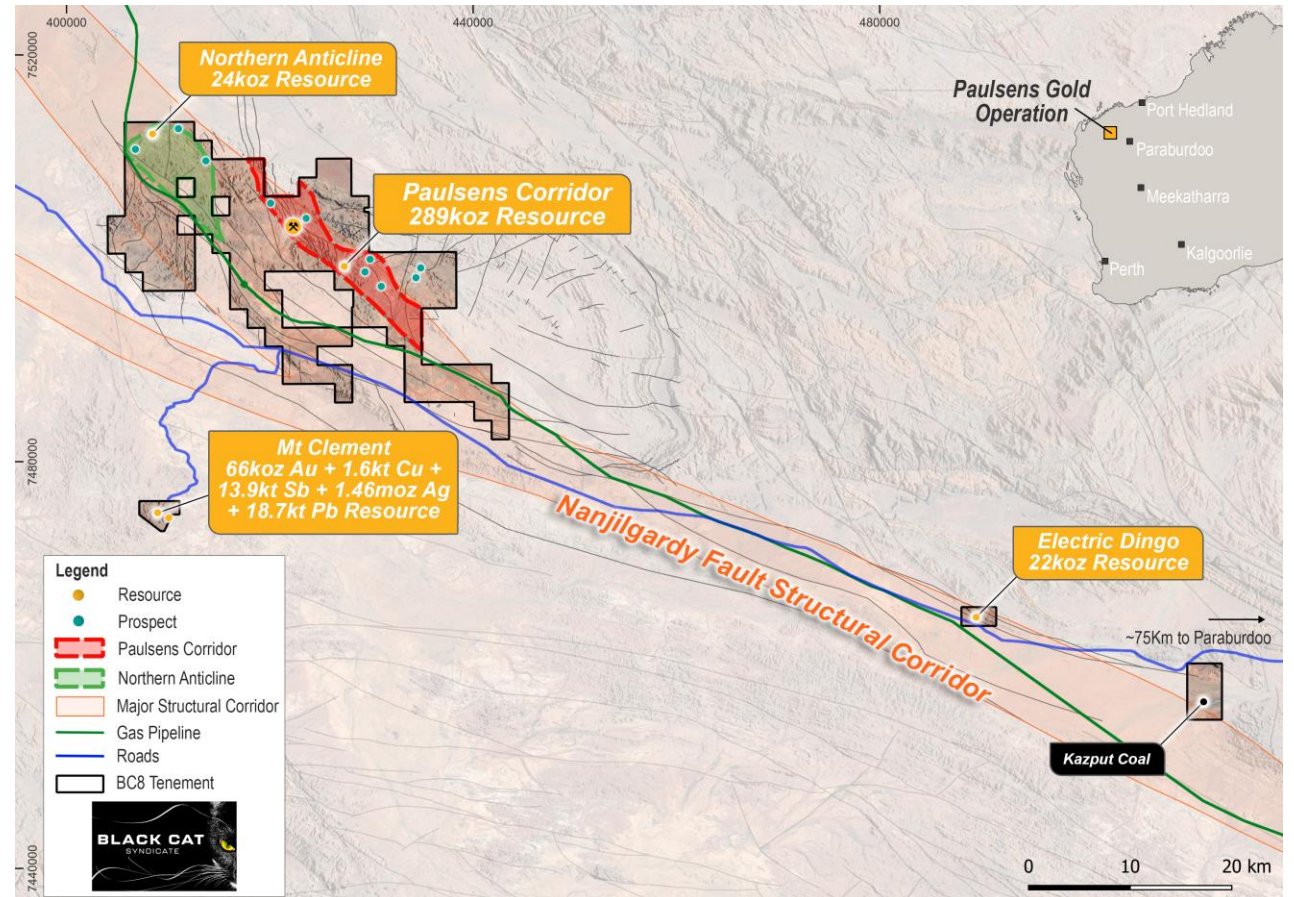 400000
440000
480000
7520000
7480000
7440000
Northern Anticline
24koz Resource
Paulsens Corridor
289koz Resource
Paulsens Gold
Operation
Port Hedland
Paraburdoo
Meekatharra
Kalgoorlie
Perth
Mt Clement
66koz Au + 1.6kt Cu +
13.9kt Sb + 1.46moz Ag
+ 18.7kt Pb Resource
Nanjilgardy Fault Structural Corridor
Electric Dingo
22koz Resource
~75Km to Paraburdoo
Kazput Coal
Legend
Resource
Prospect
Paulsens Corridor
Northern Anticline
Major Structural Corridor
Gas Pipeline
Roads
BC8 Tenement
BLACK CAT
SYNDICATE
0 10 20 km